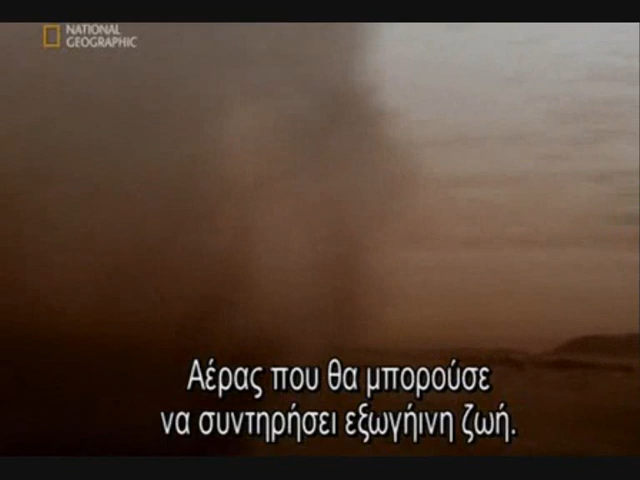 NATIONAL
GEOGRAPHIC
Αέρας που θα μπορούσε
να συντηρήσει εξωγήινη ζωή.